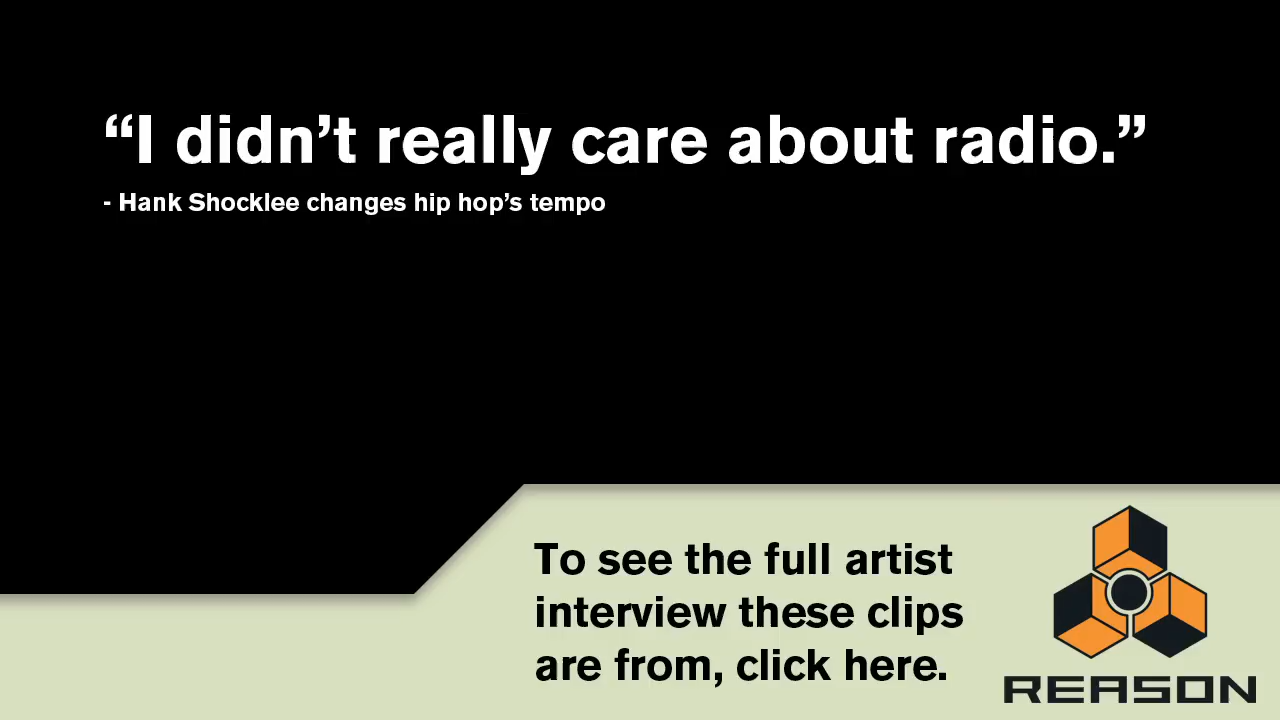 “I didn’t really care about radio.”
- Hank Shocklee changes hip hop’s tempo
To see the full artist
interview these clips
are from, click here.
REASON